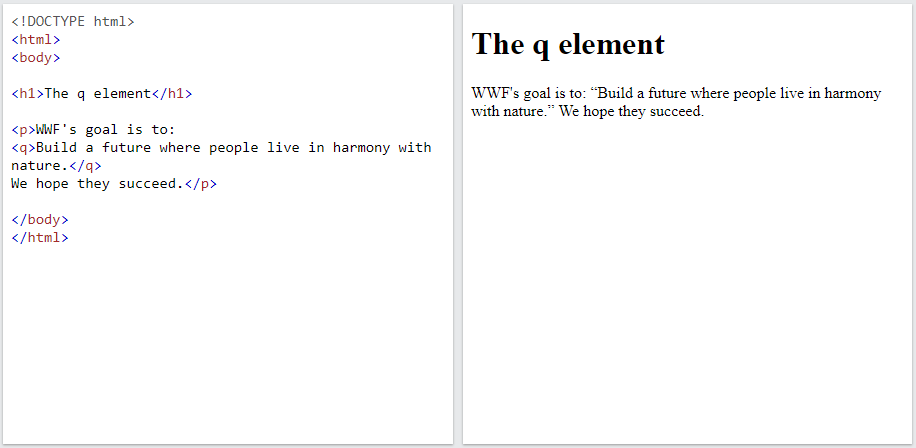 <!DOCTYPE html>
<html>
<body>
<h1>The q element</h1>
<p>WWF's goal is to:
<q>Build a future where people live in harmony with
nature.</q>
We hope they succeed.</p>
</body>
</html>
The q element
WWF's goal is to: “Build a future where people live in harmony
with nature.” We hope they succeed.